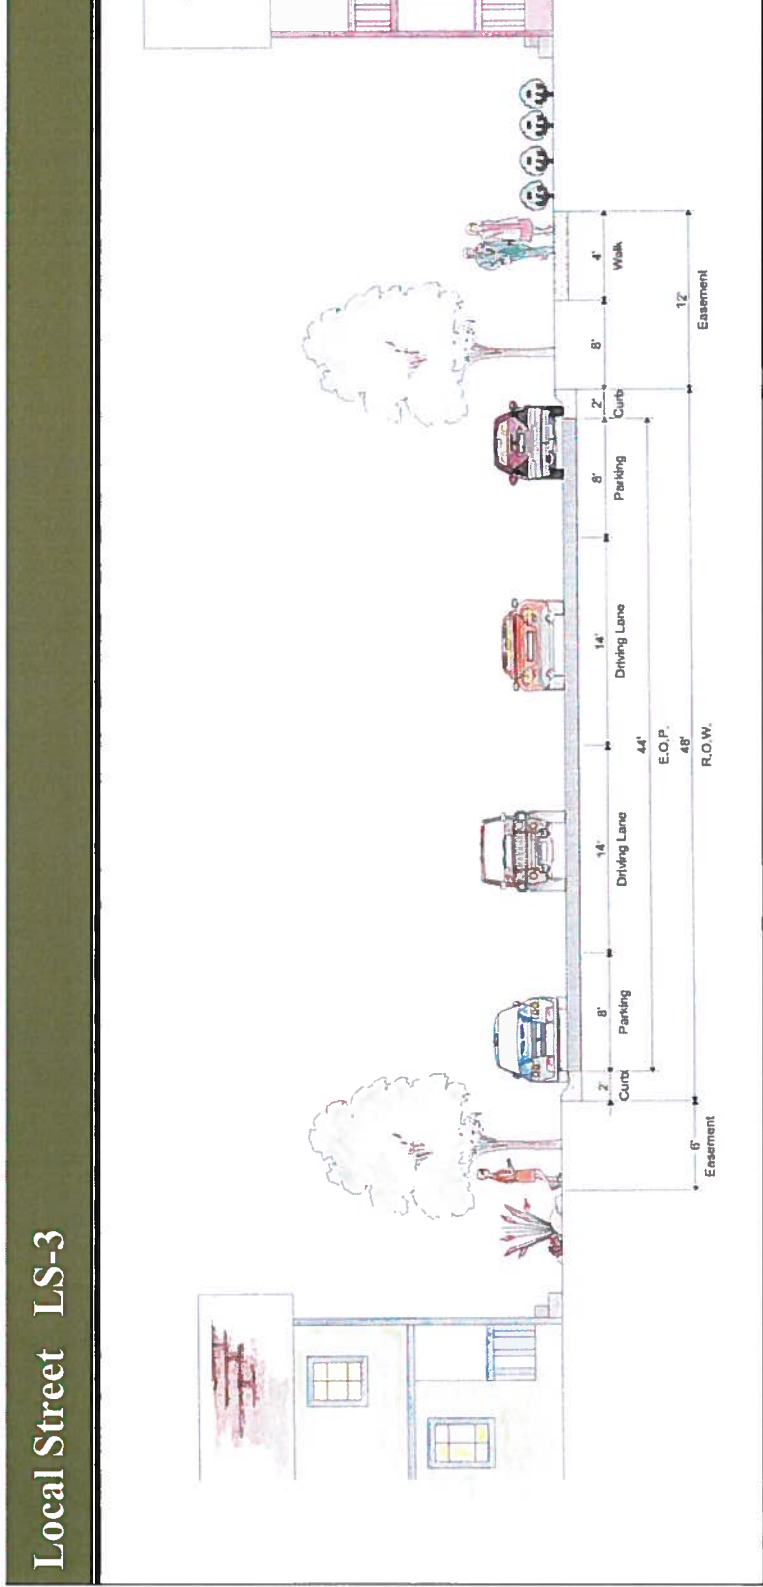 Local Street LS-3
2' 8' 14' 14' 8' 2' 8' 4'
Curb Parking Driving Lane Driving Lane Parking Curb Walk
44'
E.O.P.
6' 48' 12'
Easement R.O.W. Easement